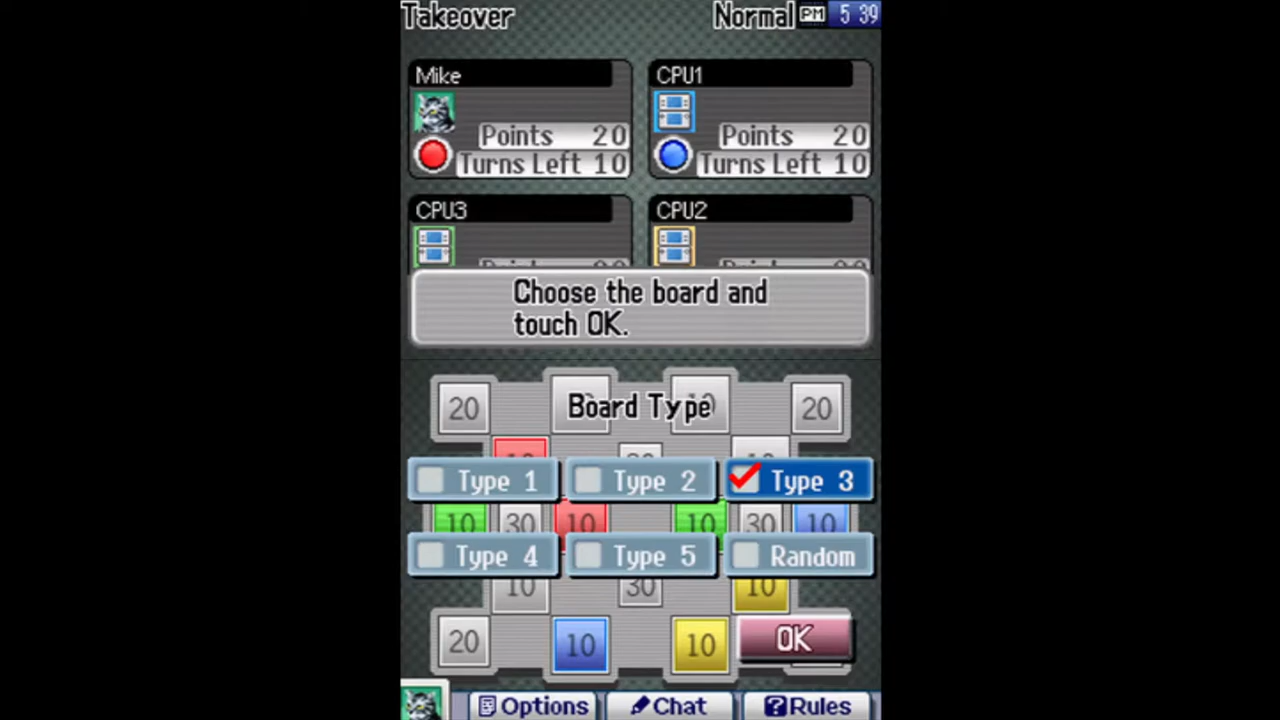 Takeover Normal PM 5 39
Mike CPU1
Points 20 Points 20
Turns Left 10 Turns Left 10
CPU3 CPU2
Choose the board and
touch OK.
20 20
Board Type
Type 1 Type 2 Type 3
10 30 10 10 30 10
Type 4 Type 5 Random
10 30 10
20 10 10 OK
Options Chat Rules